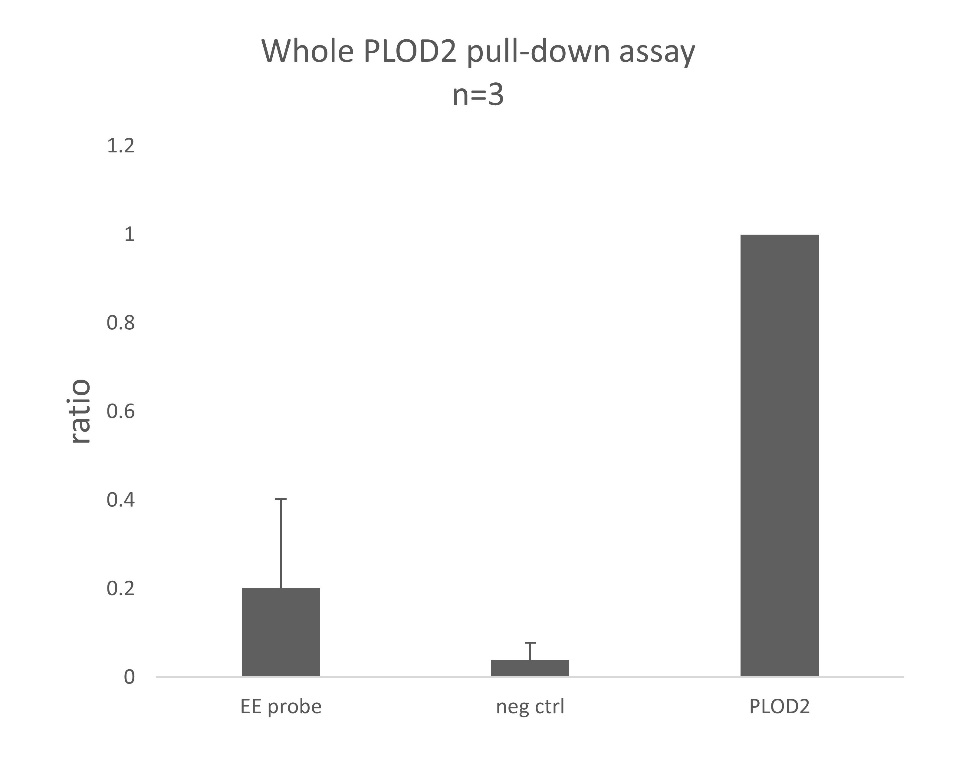 Whole PLOD2 pull-down assay
n=3
1.2
1
0.8
0.6
0.4
0.2
0
ratio
EE probe
neg ctrl
PLOD2